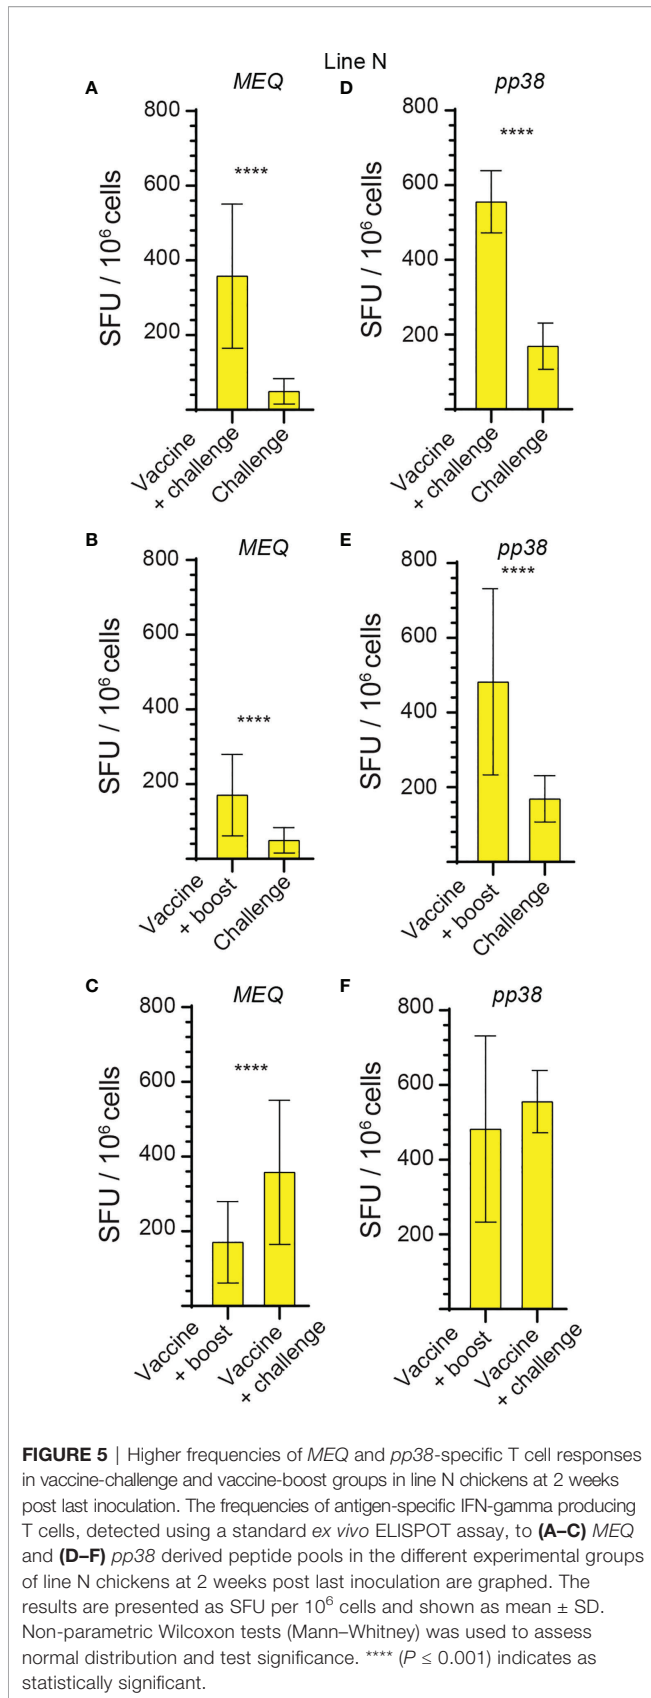 Line N
A
MEQ
800
600
400
200
SFU / 10⁶ cells
****
Vaccine
+ challenge
Challenge
D
pp38
800
600
400
200
SFU / 10⁶ cells
****
Vaccine
+ challenge
Challenge
B
MEQ
800
600
400
200
SFU / 10⁶ cells
****
Vaccine
+ boost
Challenge
E
pp38
800
600
400
200
SFU / 10⁶ cells
****
Vaccine
+ boost
Challenge
C
MEQ
800
600
400
200
SFU / 10⁶ cells
****
Vaccine
+ boost
Vaccine
+ challenge
F
pp38
800
600
400
200
SFU / 10⁶ cells
Vaccine
+ boost
Vaccine
+ challenge
FIGURE 5 | Higher frequencies of MEQ and pp38-specific T cell responses
in vaccine-challenge and vaccine-boost groups in line N chickens at 2 weeks
post last inoculation. The frequencies of antigen-specific IFN-gamma producing
T cells, detected using a standard ex vivo ELISPOT assay, to (A–C) MEQ
and (D–F) pp38 derived peptide pools in the different experimental groups
of line N chickens at 2 weeks post last inoculation are graphed. The
results are presented as SFU per 10⁶ cells and shown as mean ± SD.
Non-parametric Wilcoxon tests (Mann–Whitney) was used to assess
normal distribution and test significance. **** (P ≤ 0.001) indicates as
statistically significant.